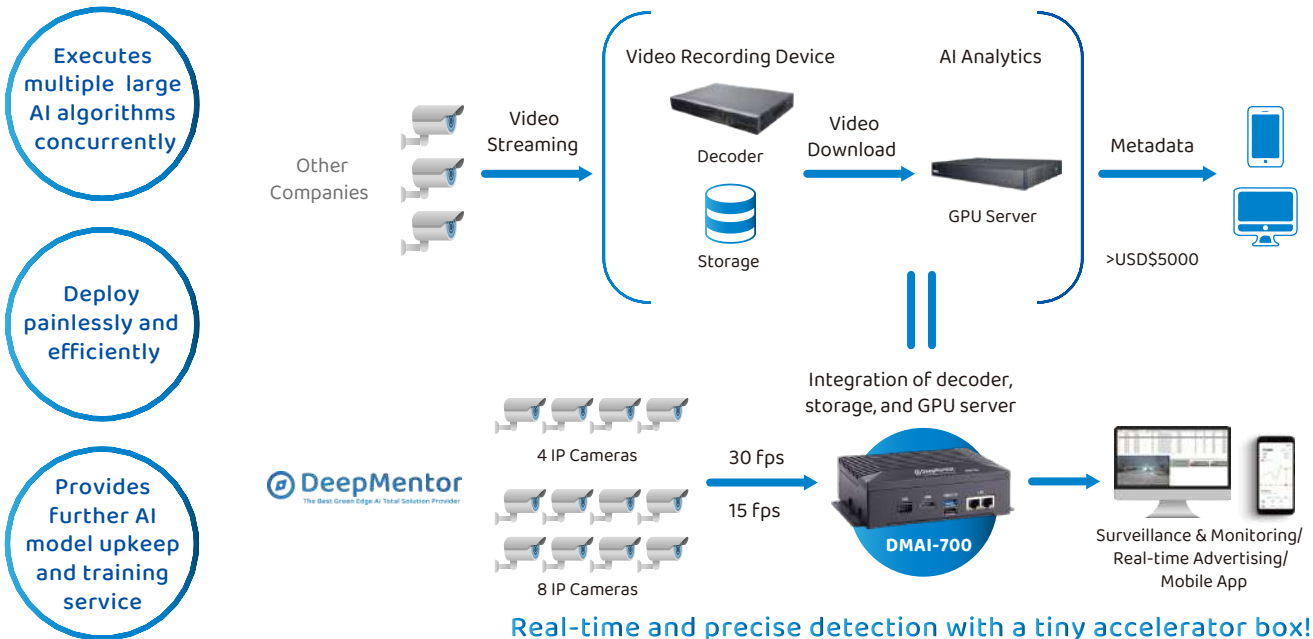 Executes
multiple large
AI algorithms
concurrently
Deploy
painlessly and
efficiently
Provides
further AI
model upkeep
and training
service
Other
Companies
Video
Streaming
Video Recording Device
Decoder
Storage
Video
Download
AI Analytics
GPU Server
Metadata
>USD$5000
DeepMentor
The Best Green Edge AI Total Solution Provider
4 IP Cameras
8 IP Cameras
30 fps
15 fps
Integration of decoder,
storage, and GPU server
DeepMentor
DMAI-700
Surveillance & Monitoring/
Real-time Advertising/
Mobile App
Real-time and precise detection with a tiny accelerator box!